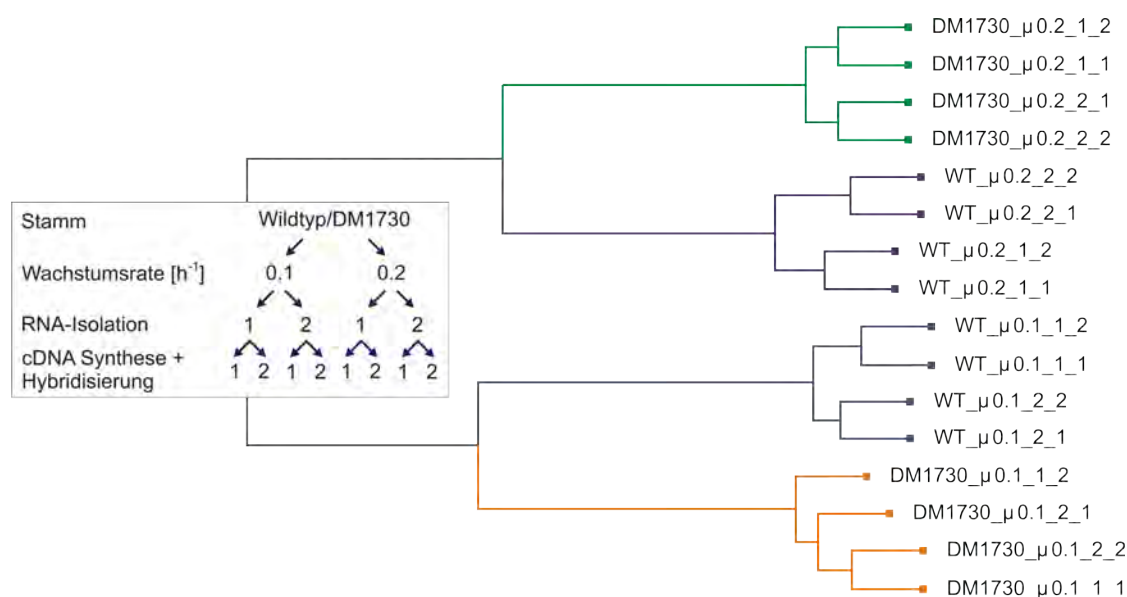 Stamm Wildtyp/DM1730
Wachstumsrate [h⁻¹] 0.1 0.2
RNA-Isolation 1 2 1 2
cDNA Synthese +
Hybridisierung 1 2 1 2 1 2 1 2
DM1730_µ0.2_1_2
DM1730_µ0.2_1_1
DM1730_µ0.2_2_1
DM1730_µ0.2_2_2
WT_µ0.2_2_2
WT_µ0.2_2_1
WT_µ0.2_1_2
WT_µ0.2_1_1
WT_µ0.1_1_2
WT_µ0.1_1_1
WT_µ0.1_2_2
WT_µ0.1_2_1
DM1730_µ0.1_1_2
DM1730_µ0.1_2_1
DM1730_µ0.1_2_2
DM1730_µ0.1_1_1